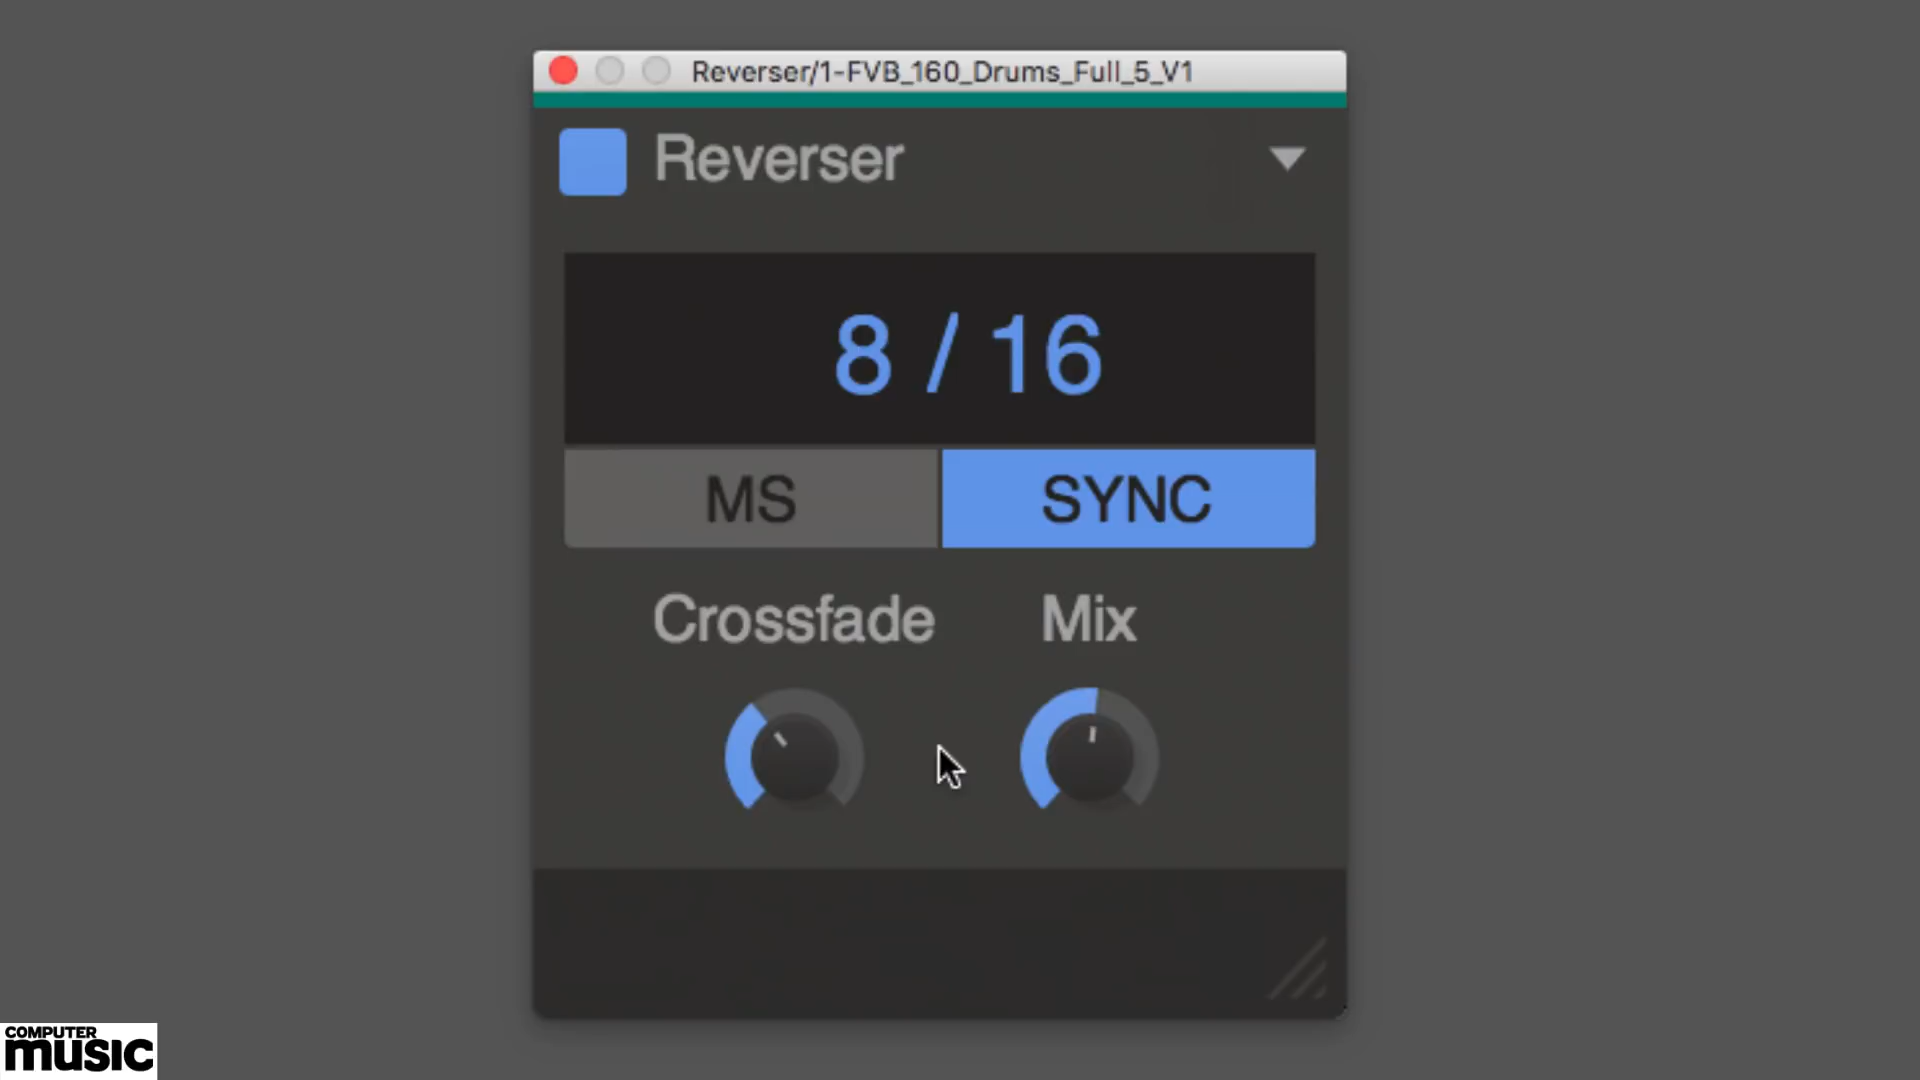 Reverser/1-FVB_160_Drums_Full_5_V1
Reverser
8 / 16
MS
SYNC
Crossfade
Mix
COMPUTER
music